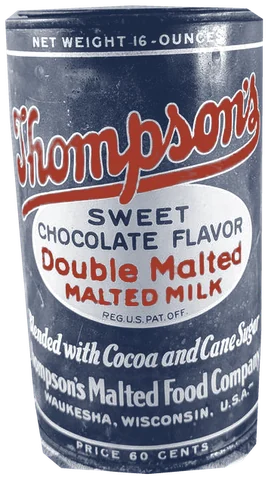 NET WEIGHT 16-OUNCES
Thompson's
SWEET
CHOCOLATE FLAVOR
Double Malted
MALTED MILK
REG.U.S.PAT.OFF.
Blended with Cocoa and Cane Sugar
Thompson's Malted Food Company
WAUKESHA, WISCONSIN, U.S.A.
PRICE 60 CENTS